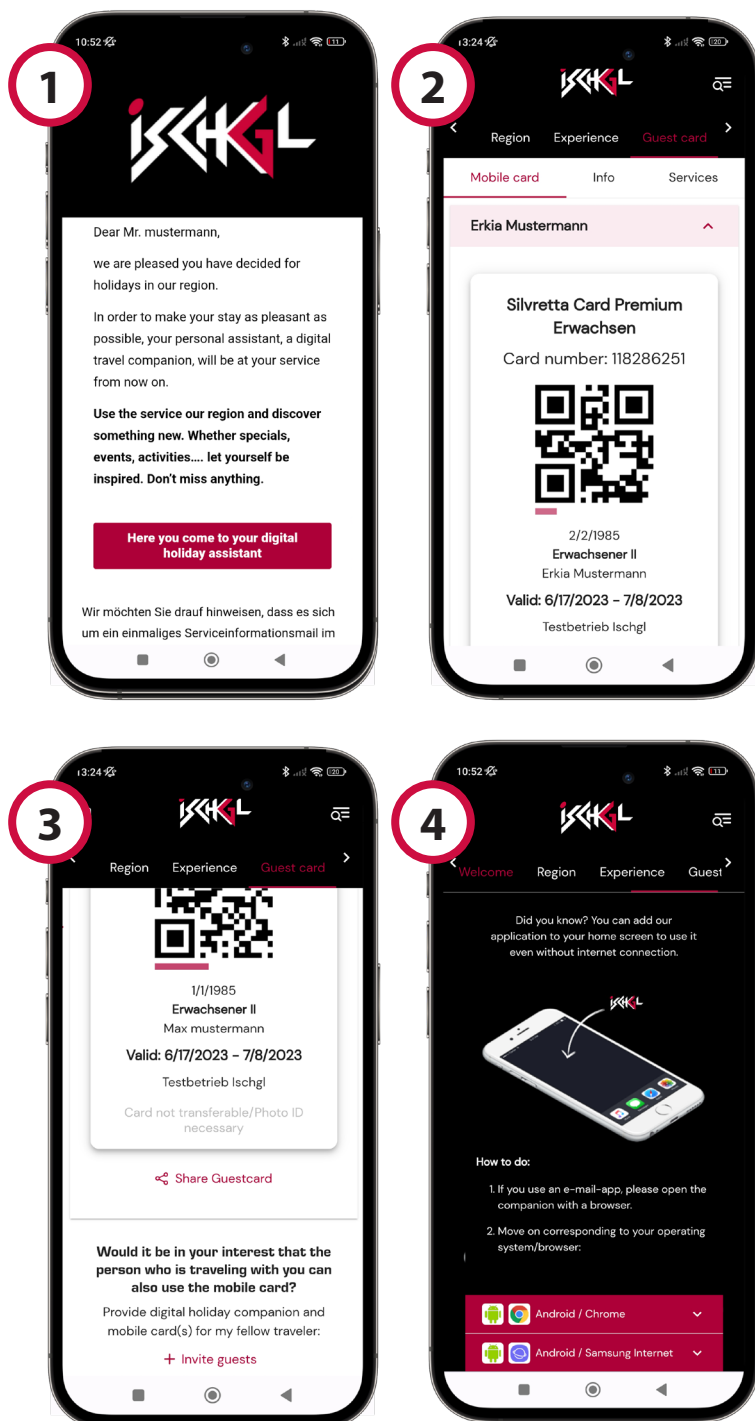 1
10:52
11
iSCHGL
Dear Mr. mustermann,
we are pleased you have decided for
holidays in our region.
In order to make your stay as pleasant as
possible, your personal assistant, a digital
travel companion, will be at your service
from now on.
Use the service our region and discover
something new. Whether specials,
events, activities.... let yourself be
inspired. Don't miss anything.
Here you come to your digital
holiday assistant
Wir möchten Sie drauf hinweisen, dass es sich
um ein einmaliges Serviceinformationsmail im
2
13:24
20
iSCHGL
Region Experience Guest card
Mobile card Info Services
Erkia Mustermann
Silvretta Card Premium
Erwachsen
Card number: 118286251
2/2/1985
Erwachsener II
Erkia Mustermann
Valid: 6/17/2023 - 7/8/2023
Testbetrieb Ischgl
3
13:24
20
iSCHGL
Region Experience Guest card
1/1/1985
Erwachsener II
Max mustermann
Valid: 6/17/2023 - 7/8/2023
Testbetrieb Ischgl
Card not transferable/Photo ID
necessary
Share Guestcard
Would it be in your interest that the
person who is traveling with you can
also use the mobile card?
Provide digital holiday companion and
mobile card(s) for my fellow traveler:
+ Invite guests
4
10:52
11
iSCHGL
Welcome Region Experience Guest
Did you know? You can add our
application to your home screen to use it
even without internet connection.
iSCHGL
How to do:
1. If you use an e-mail-app, please open the
companion with a browser.
2. Move on corresponding to your operating
system/browser:
Android / Chrome
Android / Samsung Internet